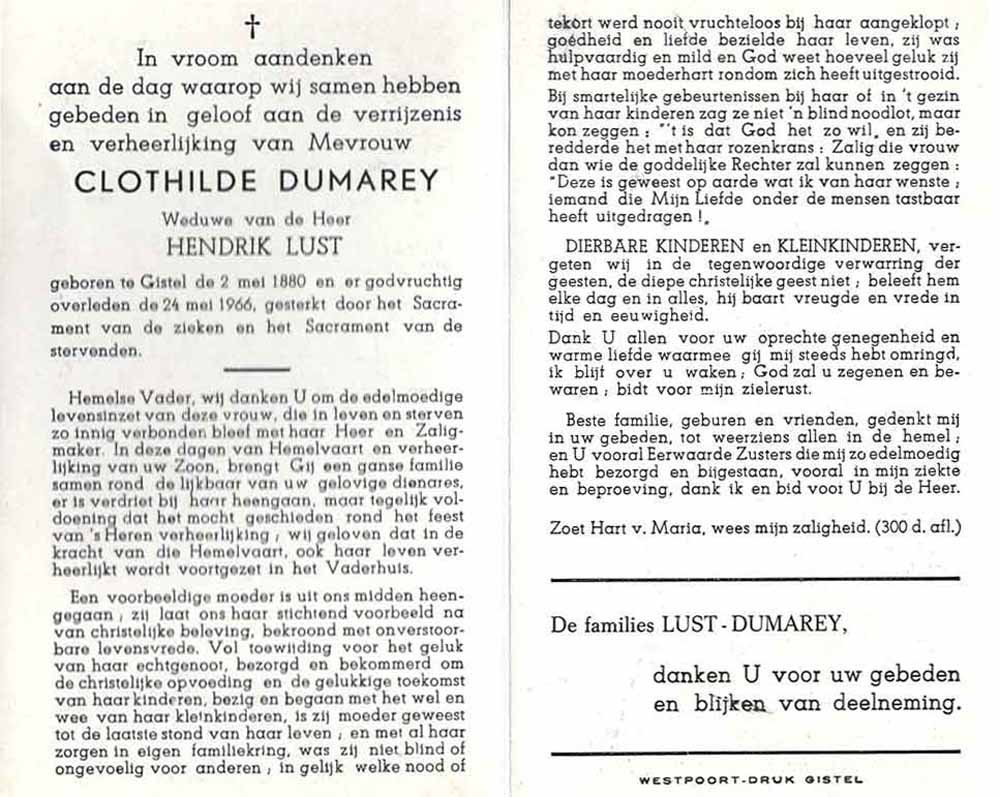 In vroom aandenken
aan de dag waarop wij samen hebben
gebeden in geloof aan de verrijzenis
en verheerlijking van Mevrouw
CLOTHILDE DUMAREY
Weduwe van de Heer
HENDRIK LUST
geboren te Gistel de 2 mei 1880 en er godvruchtig
overleden de 24 mei 1966, gesterkt door het Sacra-
ment van de zieken en het Sacrament van de
stervenden.
Hemelse Vader, wij danken U om de edelmoedige
levensinzet van deze vrouw, die in leven en sterven
zo innig verbonden bleef met haar Heer en Zalig-
maker. In deze dagen van Hemelvaart en verheer-
lijking van uw Zoon, brengt Gij een ganse familie
samen rond de lijkbaar van uw gelovige dienares,
er is verdriet bij haar heengaan, maar tegelijk vol-
doening dat het mocht geschieden rond het feest
van 's Heren verheerlijking ; wij geloven dat in de
kracht van die Hemelvaart, ook haar leven ver-
heerlijkt wordt voortgezet in het Vaderhuis.
Een voorbeeldige moeder is uit ons midden heen-
gegaan ; zij laat ons haar stichtend voorbeeld na
van christelijke beleving, bekroond met onverstoor-
bare levensvrede. Vol toewijding voor het geluk
van haar echtgenoot, bezorgd en bekommerd om
de christelijke opvoeding en de gelukkige toekomst
van haar kinderen, bezig en begaan met het wel en
wee van haar kleinkinderen, is zij moeder geweest
tot de laatste stond van haar leven ; en met al haar
zorgen in eigen familiekring, was zij niet blind of
ongevoelig voor anderen ; in gelijk welke nood of
tekort werd nooit vruchteloos bij haar aangeklopt ;
goedheid en liefde bezielde haar leven, zij was
hulpvaardig en mild en God weet hoeveel geluk zij
met haar moederhart rondom zich heeft uitgestrooid.
Bij smartelijke gebeurtenissen bij haar of in 't gezin
van haar kinderen zag ze niet 'n blind noodlot, maar
kon zeggen : "'t is dat God het zo wil„ en zij be-
redderde het met haar rozenkrans : Zalig die vrouw
dan wie de goddelijke Rechter zal kunnen zeggen :
"Deze is geweest op aarde wat ik van haar wenste ;
iemand die Mijn Liefde onder de mensen tastbaar
heeft uitgedragen !„
DIERBARE KINDEREN en KLEINKINDEREN, ver-
geten wij in de tegenwoordige verwarring der
geesten, de diepe christelijke geest niet ; beleeft hem
elke dag en in alles, hij baart vreugde en vrede in
tijd en eeuwigheid.
Dank U allen voor uw oprechte genegenheid en
warme liefde waarmee gij mij steeds hebt omringd,
ik blijf over u waken ; God zal u zegenen en be-
waren ; bidt voor mijn zielerust.
Beste familie, geburen en vrienden, gedenkt mij
in uw gebeden, tot weerziens allen in de hemel ;
en U vooral Eerwaarde Zusters die mij zo edelmoedig
hebt bezorgd en bijgestaan, vooral in mijn ziekte
en beproeving, dank ik en bid voor U bij de Heer.
Zoet Hart v. Maria, wees mijn zaligheid. (300 d. afl.)
De families LUST - DUMAREY,
danken U voor uw gebeden
en blijken van deelneming.
WESTPOORT-DRUK GISTEL